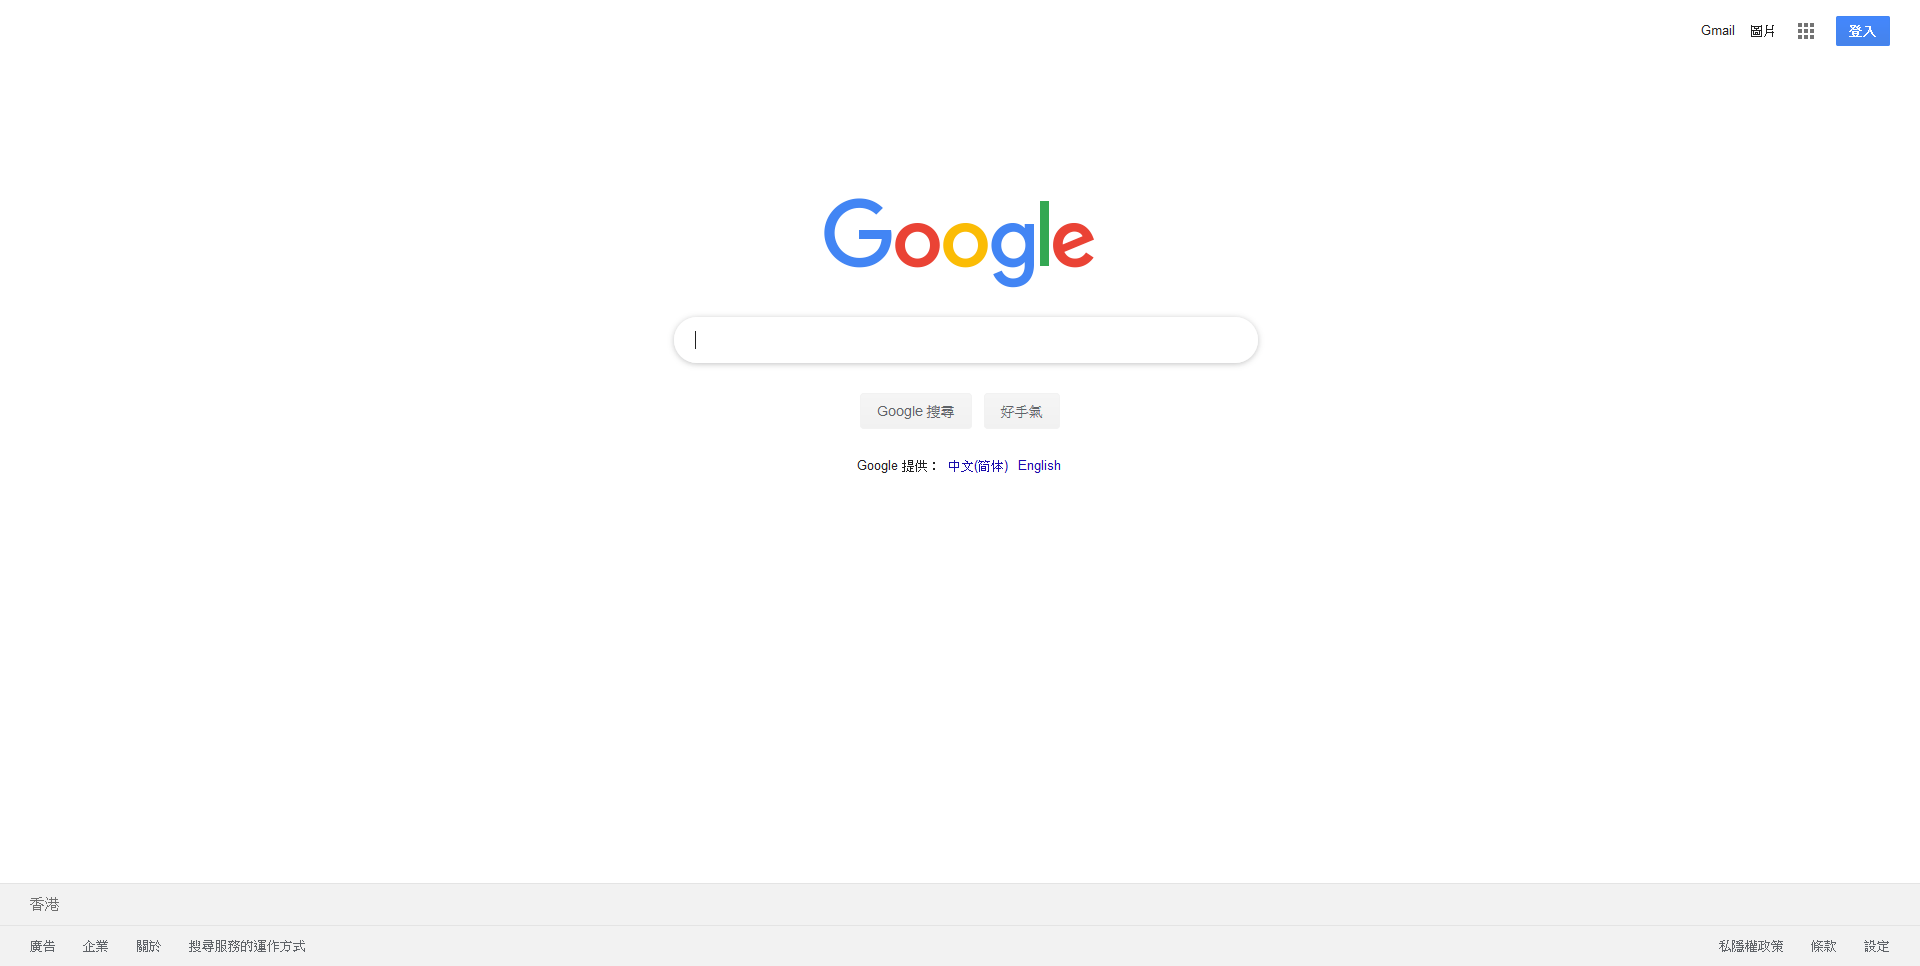 Gmail 圖片 登入
Google
Google 搜尋 好手氣
Google 提供： 中文(简体) English
香港
廣告 企業 關於 搜尋服務的運作方式 私隱權政策 條款 設定